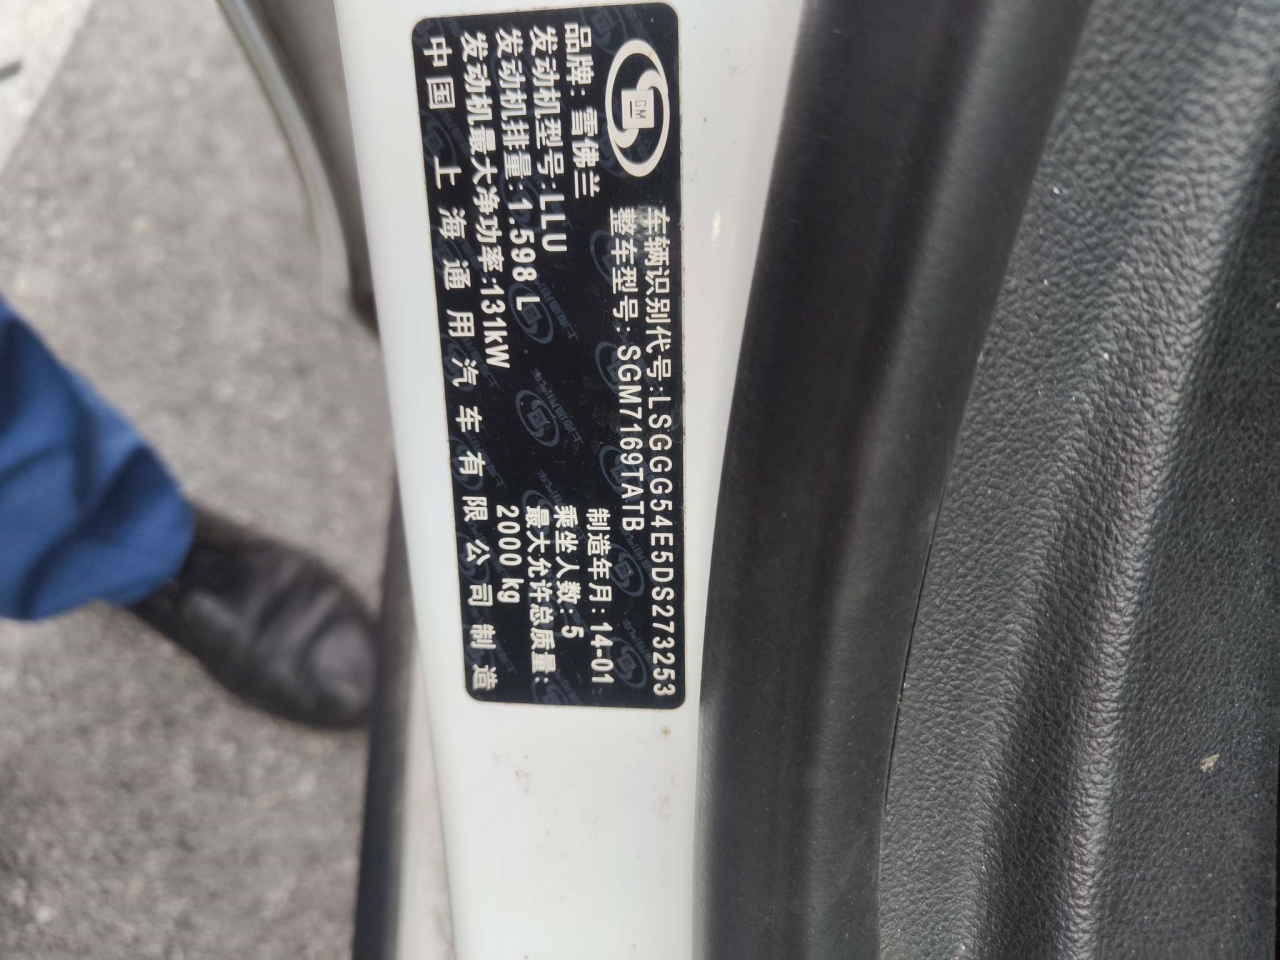 GM
车辆识别代号:LSGGG54E5DS273253
整车型号:SGM7169TATB
品牌:雪佛兰
制造年月:14-01
发动机型号:LLU
乘坐人数:5
发动机排量:1.598 L
最大允许总质量:
发动机最大净功率:131kW
2000 kg
中国上海通用汽车有限公司制造